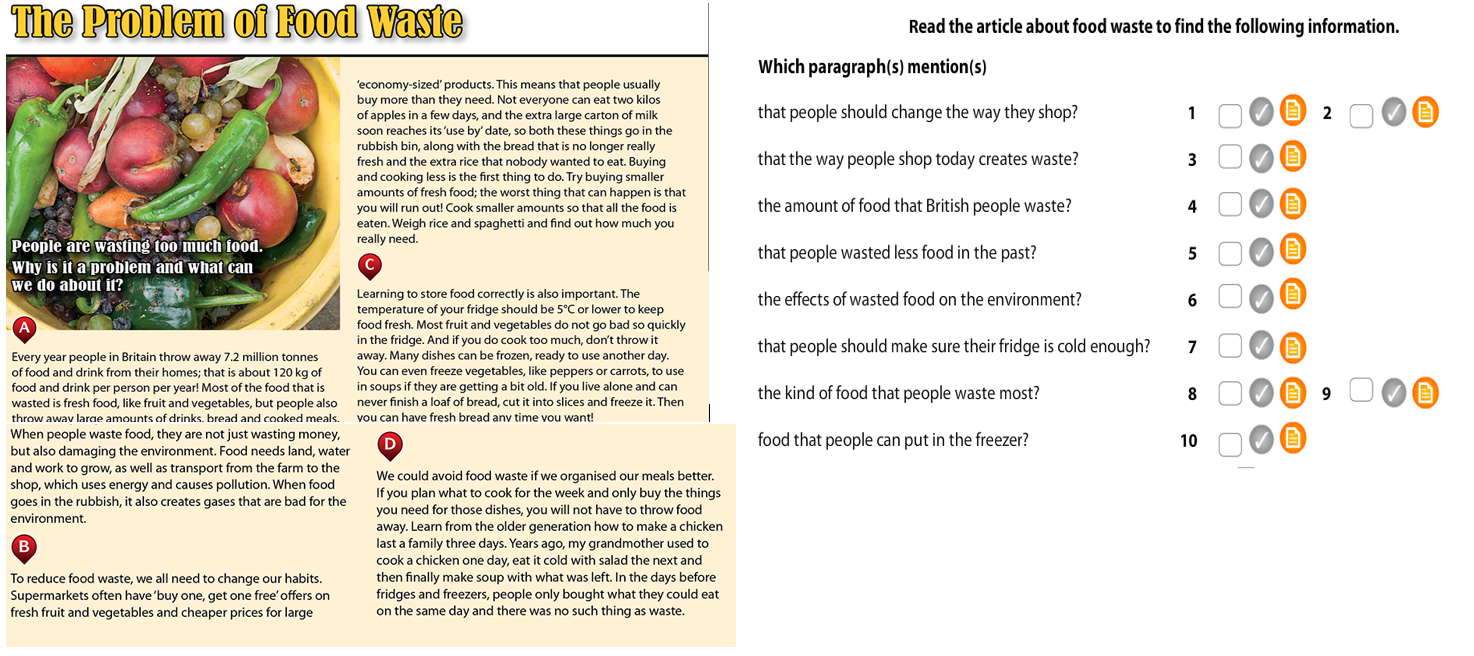 The Problem of Food Waste
People are wasting too much food.
Why is it a problem and what can
we do about it?
A
Every year people in Britain throw away 7.2 million tonnes
of food and drink from their homes; that is about 120 kg of
food and drink per person per year! Most of the food that is
wasted is fresh food, like fruit and vegetables, but people also
throw away large amounts of drinks, bread and cooked meals.
When people waste food, they are not just wasting money,
but also damaging the environment. Food needs land, water
and work to grow, as well as transport from the farm to the
shop, which uses energy and causes pollution. When food
goes in the rubbish, it also creates gases that are bad for the
environment.
B
To reduce food waste, we all need to change our habits.
Supermarkets often have 'buy one, get one free' offers on
fresh fruit and vegetables and cheaper prices for large
'economy-sized' products. This means that people usually
buy more than they need. Not everyone can eat two kilos
of apples in a few days, and the extra large carton of milk
soon reaches its 'use by' date, so both these things go in the
rubbish bin, along with the bread that is no longer really
fresh and the extra rice that nobody wanted to eat. Buying
and cooking less is the first thing to do. Try buying smaller
amounts of fresh food; the worst thing that can happen is that
you will run out! Cook smaller amounts so that all the food is
eaten. Weigh rice and spaghetti and find out how much you
really need.
C
Learning to store food correctly is also important. The
temperature of your fridge should be 5°C or lower to keep
food fresh. Most fruit and vegetables do not go bad so quickly
in the fridge. And if you do cook too much, don't throw it
away. Many dishes can be frozen, ready to use another day.
You can even freeze vegetables, like peppers or carrots, to use
in soups if they are getting a bit old. If you live alone and can
never finish a loaf of bread, cut it into slices and freeze it. Then
you can have fresh bread any time you want!
D
We could avoid food waste if we organised our meals better.
If you plan what to cook for the week and only buy the things
you need for those dishes, you will not have to throw food
away. Learn from the older generation how to make a chicken
last a family three days. Years ago, my grandmother used to
cook a chicken one day, eat it cold with salad the next and
then finally make soup with what was left. In the days before
fridges and freezers, people only bought what they could eat
on the same day and there was no such thing as waste.
Read the article about food waste to find the following information.
Which paragraph(s) mention(s)
that people should change the way they shop? 1 2
that the way people shop today creates waste? 3
the amount of food that British people waste? 4
that people wasted less food in the past? 5
the effects of wasted food on the environment? 6
that people should make sure their fridge is cold enough? 7
the kind of food that people waste most? 8 9
food that people can put in the freezer? 10